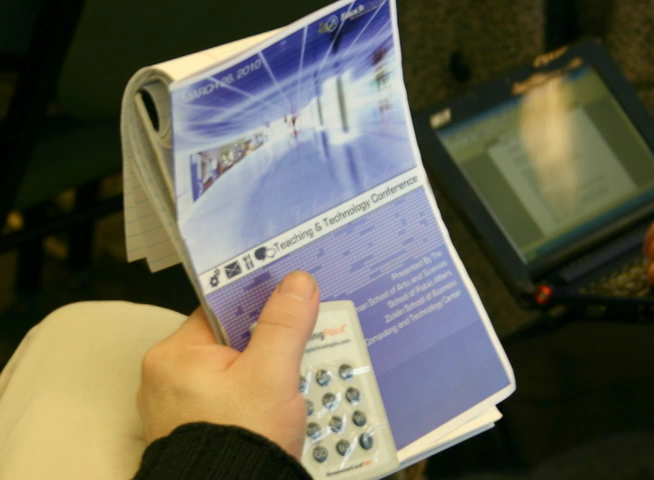 MARCH 26, 2010
Teaching & Technology Conference
Presented By The
School of Arts and Sciences
School of Public Affairs
Zicklin School of Business
Computing and Technology Center